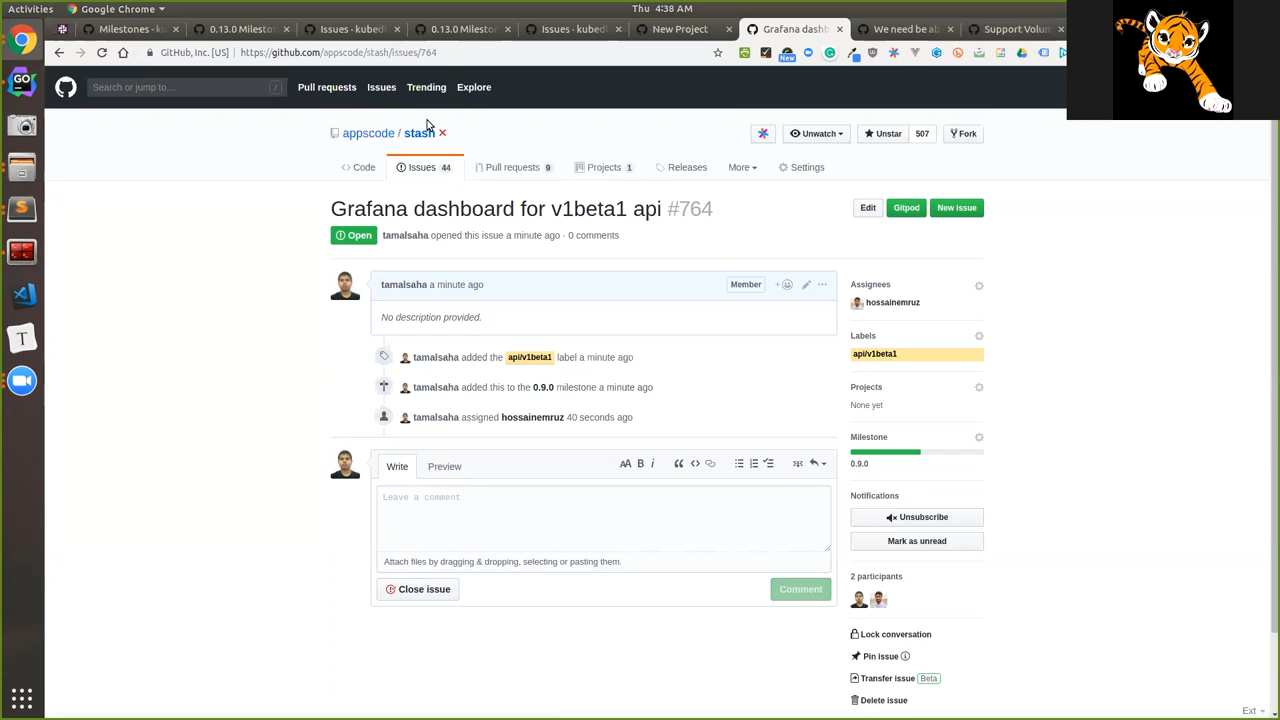 Activities
Google Chrome
Thu 4:38 AM
Milestones - ku
0.13.0 Milesto
Issues · kubedi
0.13.0 Milesto
Issues · kubed
New Project
Grafana dashb
We need be ab
Support Volum
GitHub, Inc. [US] https://github.com/appscode/stash/issues/764
New
Search or jump to...
/
Pull requests
Issues
Trending
Explore
appscode / stash
Unwatch
Unstar
507
Fork
Code
Issues 44
Pull requests 9
Projects 1
Releases
More
Settings
Grafana dashboard for v1beta1 api #764
Edit
Gitpod
New issue
Open
tamalsaha opened this issue a minute ago · 0 comments
tamalsaha a minute ago
Member
No description provided.
tamalsaha added the api/v1beta1 label a minute ago
tamalsaha added this to the 0.9.0 milestone a minute ago
tamalsaha assigned hossainemruz 40 seconds ago
Write
Preview
AA B i
Leave a comment
Attach files by dragging & dropping, selecting or pasting them.
Close issue
Comment
Assignees
hossainemruz
Labels
api/v1beta1
Projects
None yet
Milestone
0.9.0
Notifications
Unsubscribe
Mark as unread
2 participants
Lock conversation
Pin issue
Transfer issue Beta
Delete issue
Ext
GO
T